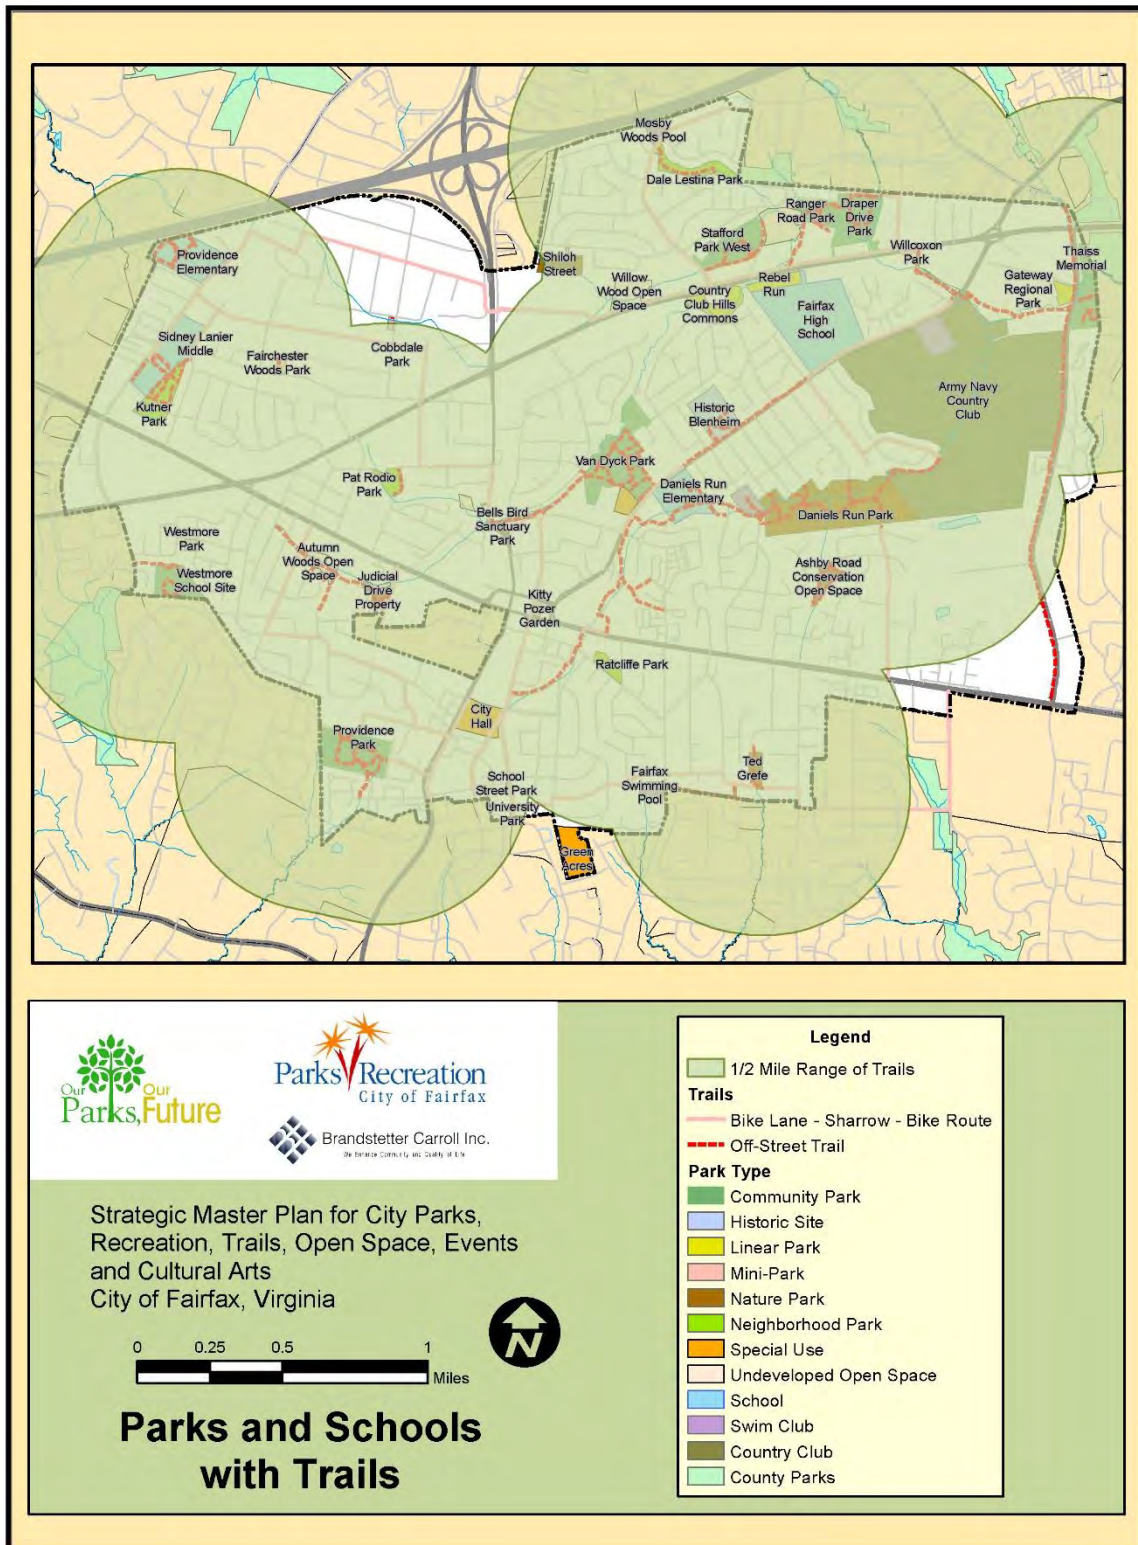 Mosby
Woods Pool
Dale Lestina Park
Ranger
Road Park
Draper
Drive
Park
Stafford
Park West
Willcoxon
Park
Thaiss
Memorial
Providence
Elementary
Shiloh
Street
Willow
Wood Open
Space
Country
Club Hills
Commons
Rebel
Run
Gateway
Regional
Park
Fairfax
High
School
Sidney Lanier
Middle
Fairchester
Woods Park
Cobbdale
Park
Kutner
Park
Army Navy
Country
Club
Historic
Blenheim
Van Dyck Park
Pat Rodio
Park
Daniels Run
Elementary
Bells Bird
Sanctuary
Park
Daniels Run Park
Westmore
Park
Autumn
Woods Open
Space
Westmore
School Site
Judicial
Drive
Property
Ashby Road
Conservation
Open Space
Kitty
Pozer
Garden
Ratcliffe Park
City
Hall
Providence
Park
School
Street Park
University
Park
Fairfax
Swimming
Pool
Ted
Grefe
Green
Acres
Our
Parks,
Our
Future
Parks Recreation
City of Fairfax
Brandstetter Carroll Inc.
We Enhance Community and Quality of Life
Strategic Master Plan for City Parks,
Recreation, Trails, Open Space, Events
and Cultural Arts
City of Fairfax, Virginia
N
0 0.25 0.5 1
Miles
Parks and Schools
with Trails
Legend
1/2 Mile Range of Trails
Trails
Bike Lane - Sharrow - Bike Route
Off-Street Trail
Park Type
Community Park
Historic Site
Linear Park
Mini-Park
Nature Park
Neighborhood Park
Special Use
Undeveloped Open Space
School
Swim Club
Country Club
County Parks